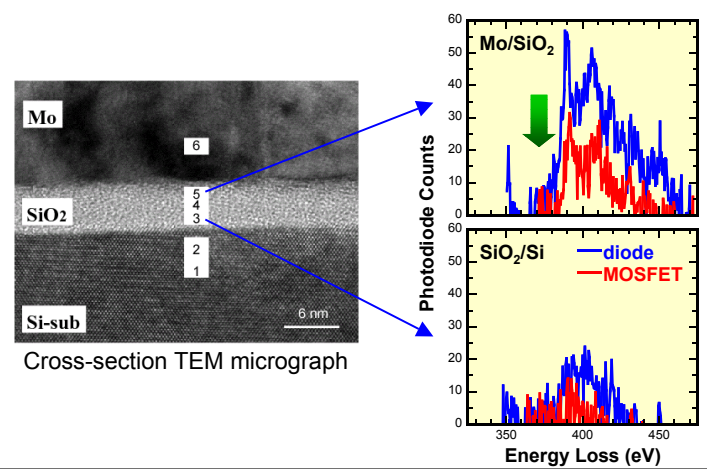 Mo
6
5
SiO2
4
3
2
1
Si-sub
6 nm
Cross-section TEM micrograph
Photodiode Counts
60
Mo/SiO2
50
40
30
20
10
0
60
SiO2/Si
50
diode
MOSFET
40
30
20
10
0
350 400 450
Energy Loss (eV)